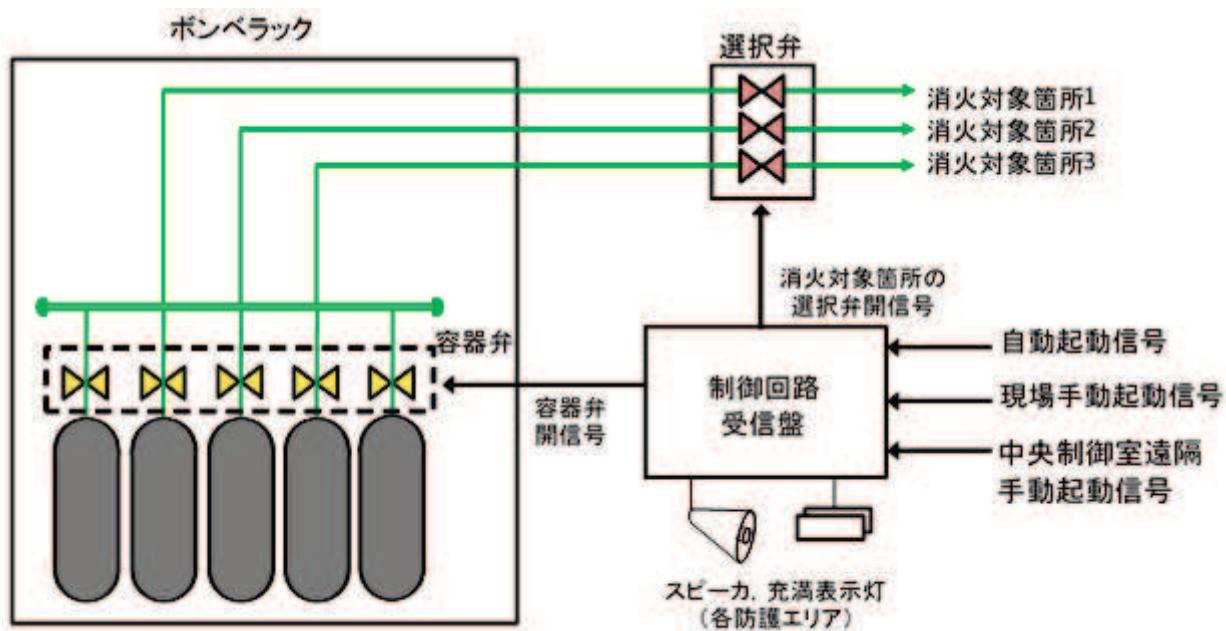 ボンベラック
選択弁
消火対象箇所1
消火対象箇所2
消火対象箇所3
消火対象箇所の
選択弁開信号
容器弁
容器弁
開信号
制御回路
受信盤
自動起動信号
現場手動起動信号
中央制御室遠隔
手動起動信号
スピーカ, 充満表示灯
(各防護エリア)